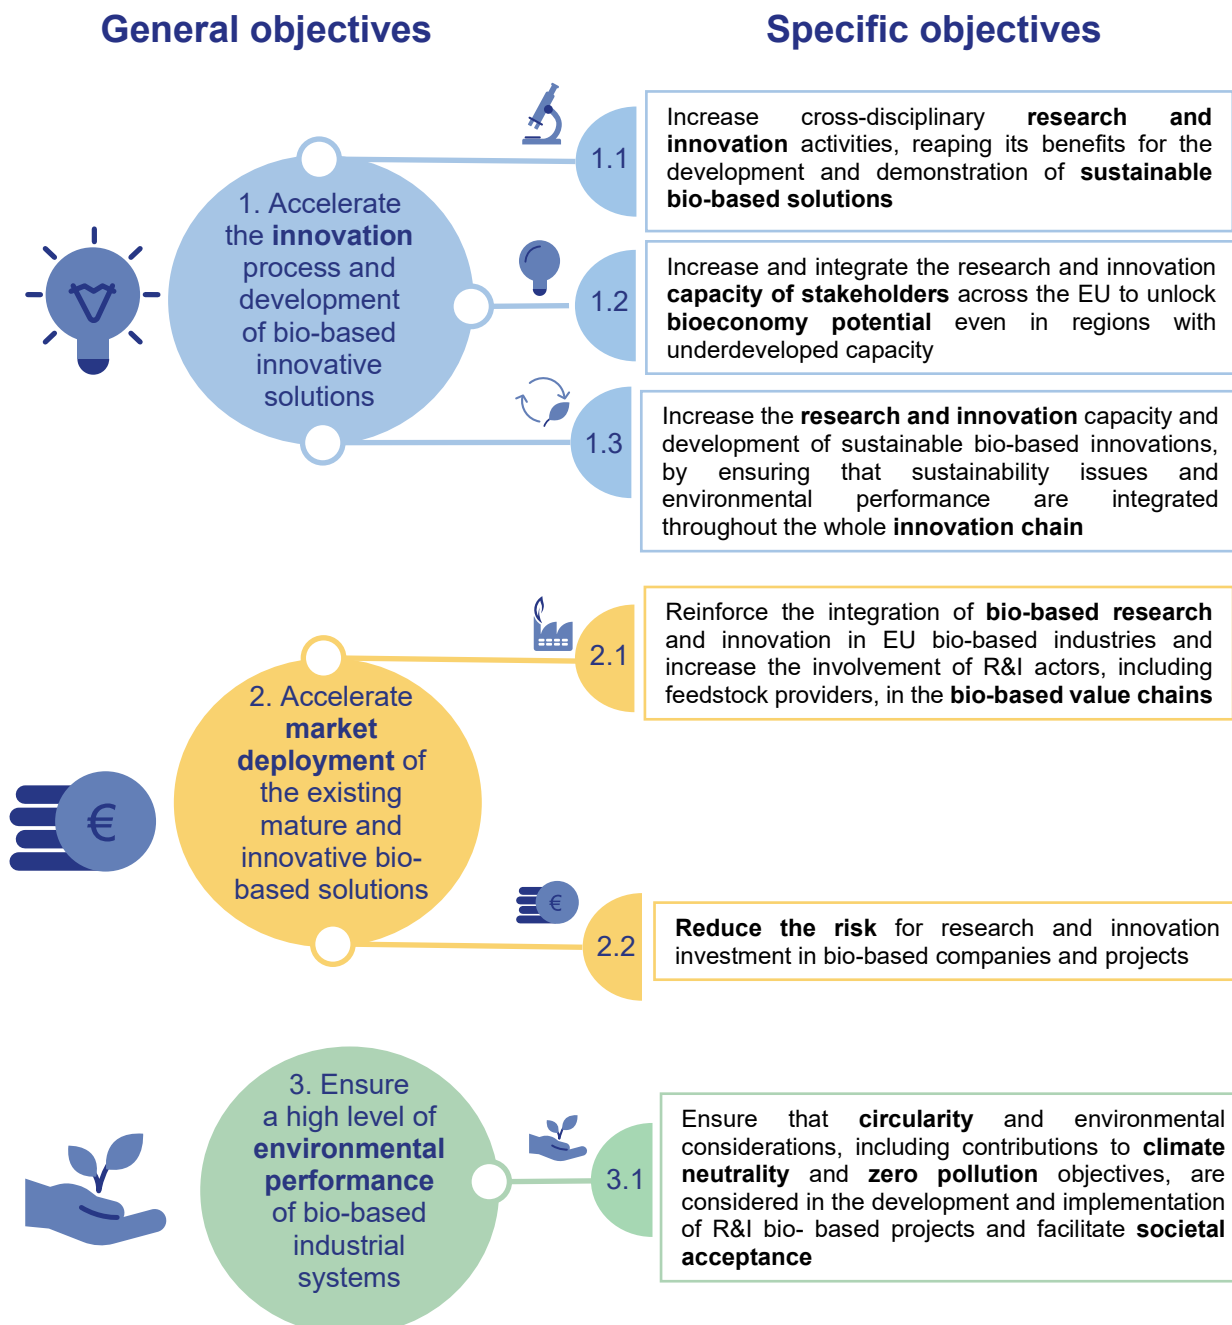 General objectives
Specific objectives
1. Accelerate
the innovation
process and
development
of bio-based
innovative
solutions
1.1
Increase cross-disciplinary research and
innovation activities, reaping its benefits for the
development and demonstration of sustainable
bio-based solutions
1.2
Increase and integrate the research and innovation
capacity of stakeholders across the EU to unlock
bioeconomy potential even in regions with
underdeveloped capacity
1.3
Increase the research and innovation capacity and
development of sustainable bio-based innovations,
by ensuring that sustainability issues and
environmental performance are integrated
throughout the whole innovation chain
2. Accelerate
market
deployment of
the existing
mature and
innovative bio-
based solutions
€
2.1
Reinforce the integration of bio-based research
and innovation in EU bio-based industries and
increase the involvement of R&I actors, including
feedstock providers, in the bio-based value chains
€
2.2
Reduce the risk for research and innovation
investment in bio-based companies and projects
3. Ensure
a high level of
environmental
performance
of bio-based
industrial
systems
3.1
Ensure that circularity and environmental
considerations, including contributions to climate
neutrality and zero pollution objectives, are
considered in the development and implementation
of R&I bio- based projects and facilitate societal
acceptance